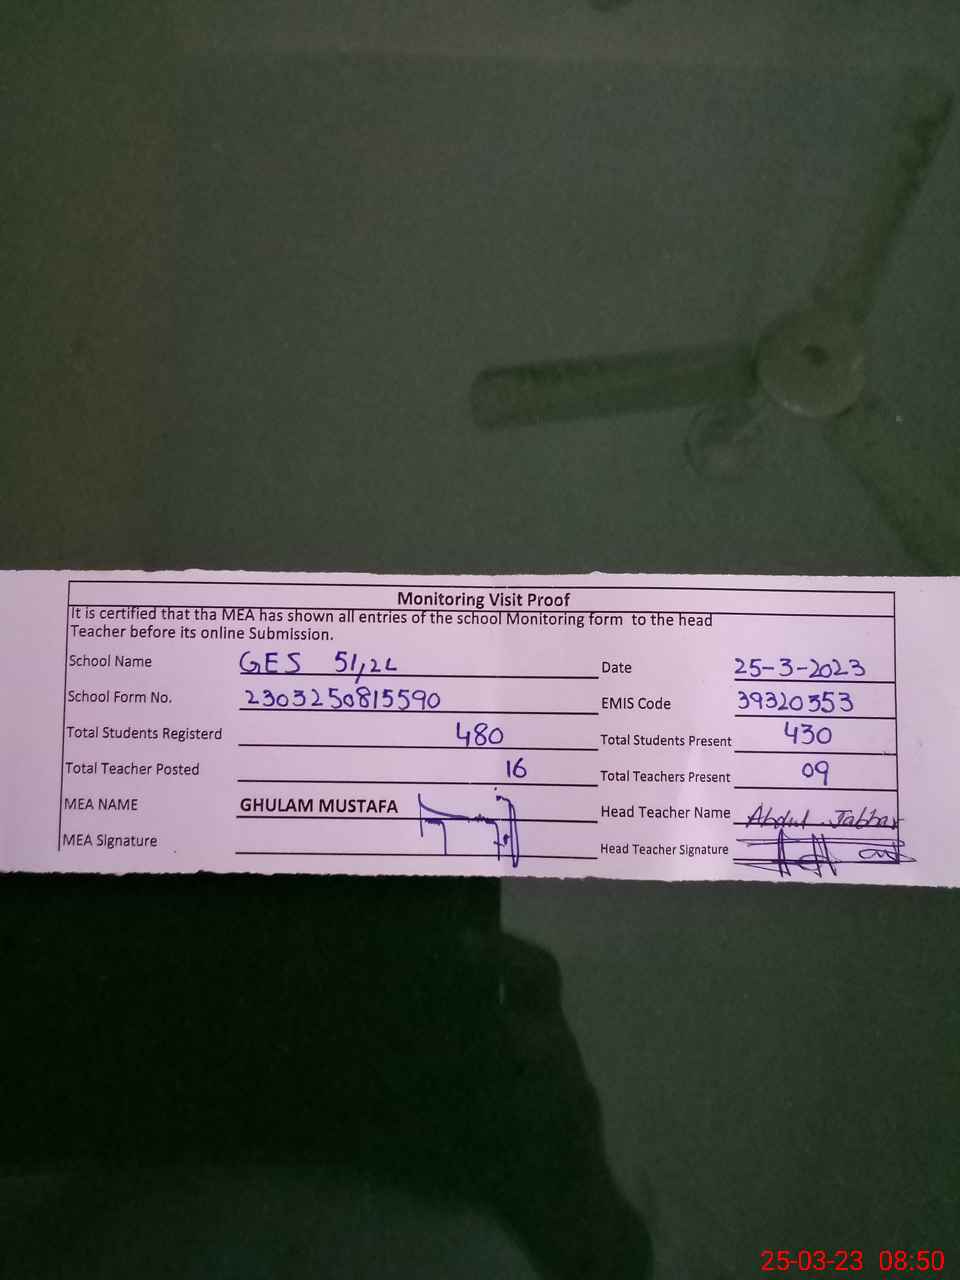 Monitoring Visit Proof
It is certified that tha MEA has shown all entries of the school Monitoring form to the head
Teacher before its online Submission.
School Name GES 51/2L Date 25-3-2023
School Form No. 2303250815590 EMIS Code 39320353
Total Students Registerd 480 Total Students Present 430
Total Teacher Posted 16 Total Teachers Present 09
MEA NAME GHULAM MUSTAFA Head Teacher Name Abdul Jabbar
MEA Signature Head Teacher Signature
25-03-23 08:50